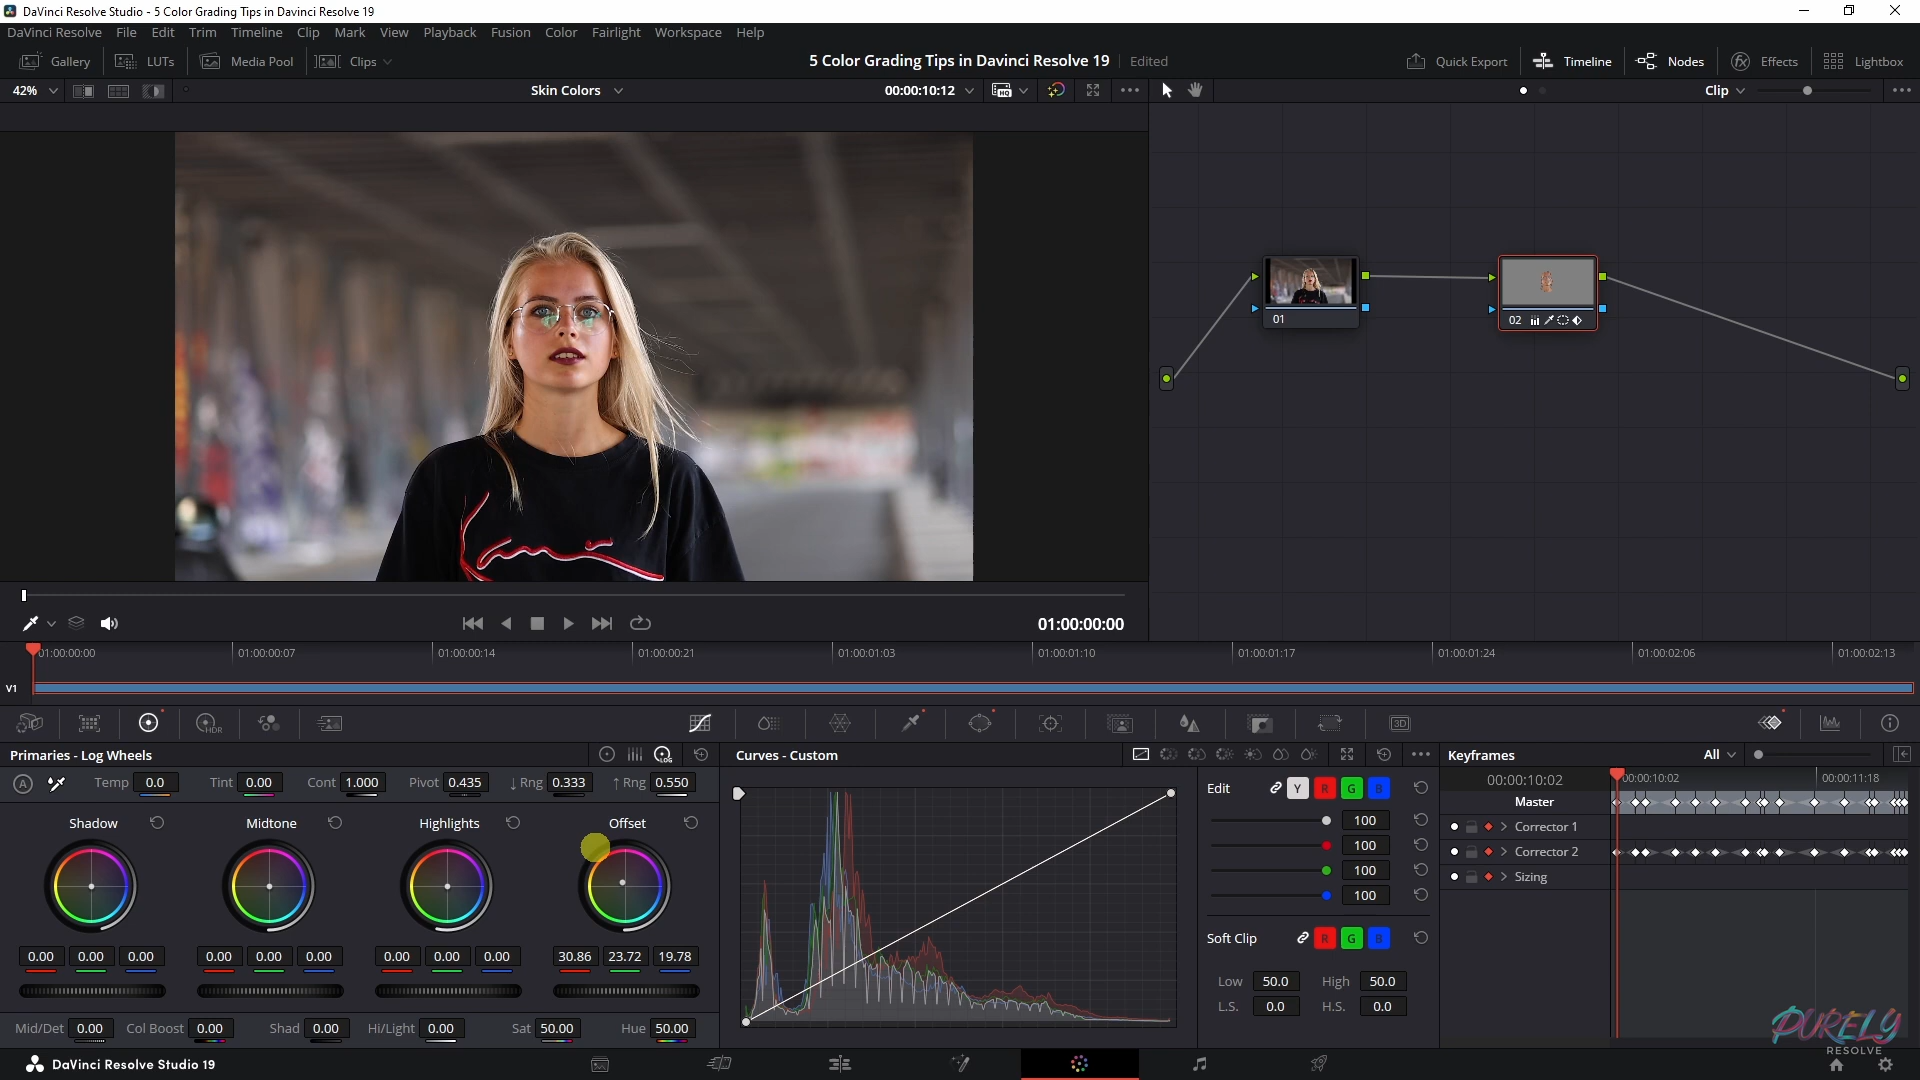 DaVinci Resolve Studio - 5 Color Grading Tips in Davinci Resolve 19
DaVinci Resolve File Edit Trim Timeline Clip Mark View Playback Fusion Color Fairlight Workspace Help
Gallery LUTs Media Pool Clips 5 Color Grading Tips in Davinci Resolve 19 Edited Quick Export Timeline Nodes Effects Lightbox
42% Skin Colors 00:00:10:12 HQ Clip
01
02
01:00:00:00
01:00:00:00 01:00:00:07 01:00:00:14 01:00:00:21 01:00:01:03 01:00:01:10 01:00:01:17 01:00:01:24 01:00:02:06 01:00:02:13
V1
HDR 3D
Primaries - Log Wheels LOG Curves - Custom Keyframes All
A Temp 0.0 Tint 0.00 Cont 1.000 Pivot 0.435 ↓ Rng 0.333 ↑ Rng 0.550
Edit Y R G B
00:00:10:02 00:00:10:02 00:00:11:18
Shadow Midtone Highlights Offset
100
100
100
100
Master
Corrector 1
Corrector 2
Sizing
Soft Clip R G B
0.00 0.00 0.00 0.00 0.00 0.00 0.00 0.00 0.00 30.86 23.72 19.78
Low 50.0 High 50.0
L.S. 0.0 H.S. 0.0
Mid/Det 0.00 Col Boost 0.00 Shad 0.00 Hi/Light 0.00 Sat 50.00 Hue 50.00
PURELY
RESOLVE
DaVinci Resolve Studio 19